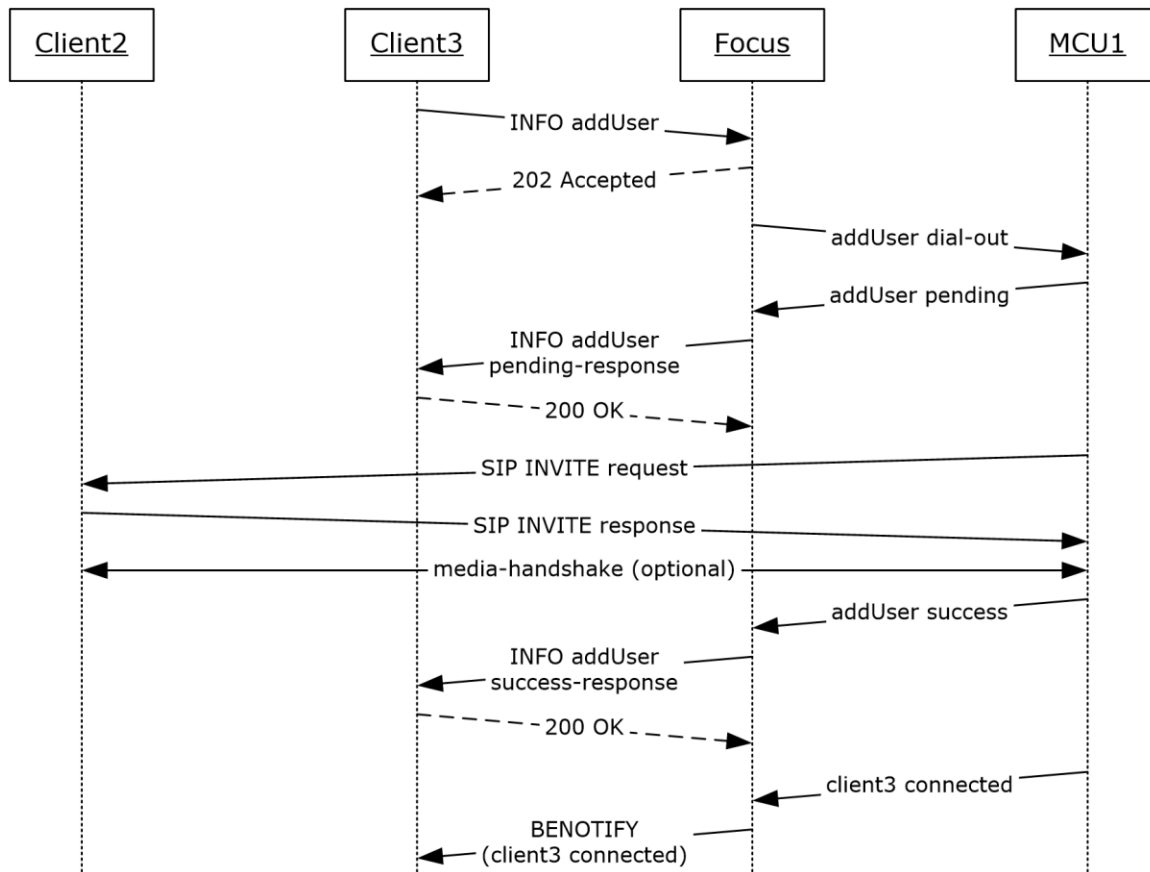 Client2
Client3
Focus
MCU1
INFO addUser
202 Accepted
addUser dial-out
addUser pending
INFO addUser
pending-response
200 OK
SIP INVITE request
SIP INVITE response
media-handshake (optional)
addUser success
INFO addUser
success-response
200 OK
client3 connected
BENOTIFY
(client3 connected)